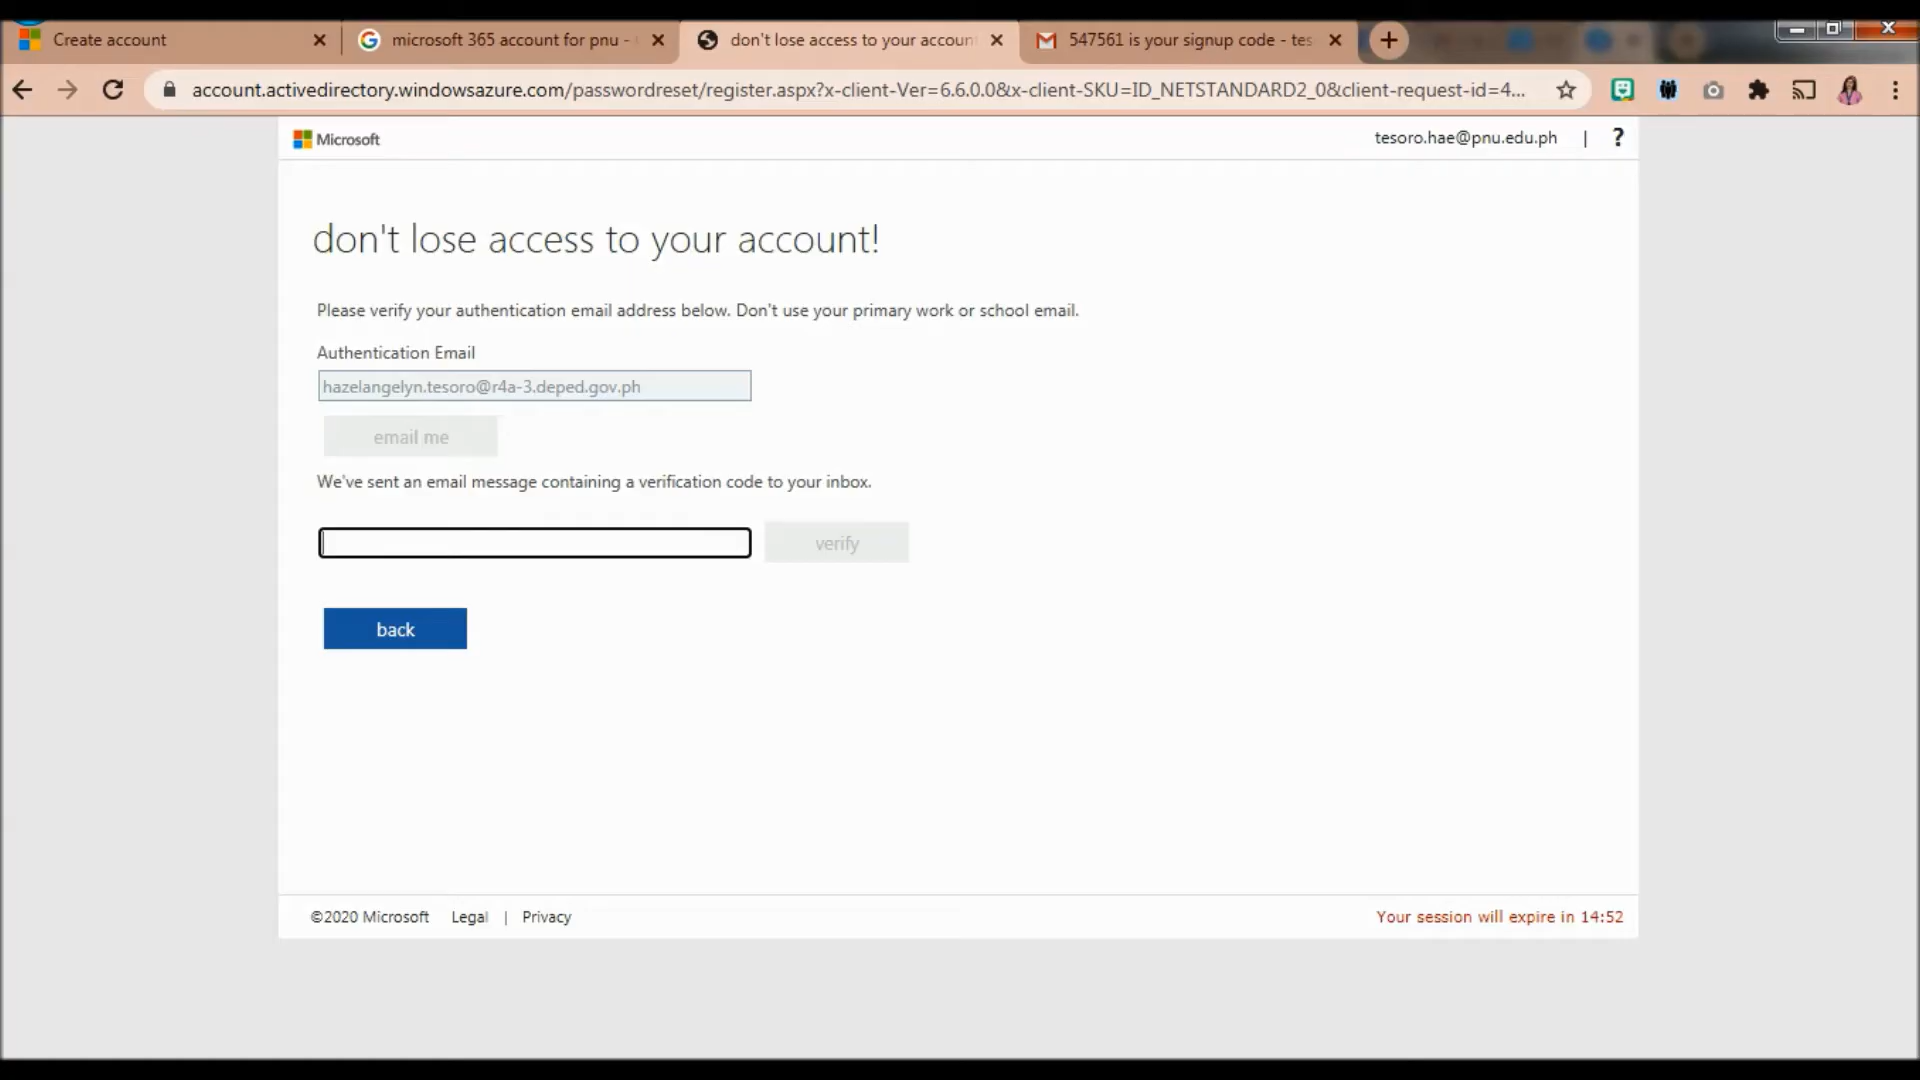 Create account
microsoft 365 account for pnu -
don't lose access to your accoun
547561 is your signup code - tes
account.activedirectory.windowsazure.com/passwordreset/register.aspx?x-client-Ver=6.6.0.0&x-client-SKU=ID_NETSTANDARD2_0&client-request-id=4...
Microsoft
tesoro.hae@pnu.edu.ph | ?
don't lose access to your account!
Please verify your authentication email address below. Don't use your primary work or school email.
Authentication Email
hazelangelyn.tesoro@r4a-3.deped.gov.ph
email me
We've sent an email message containing a verification code to your inbox.
verify
back
©2020 Microsoft Legal | Privacy
Your session will expire in 14:52